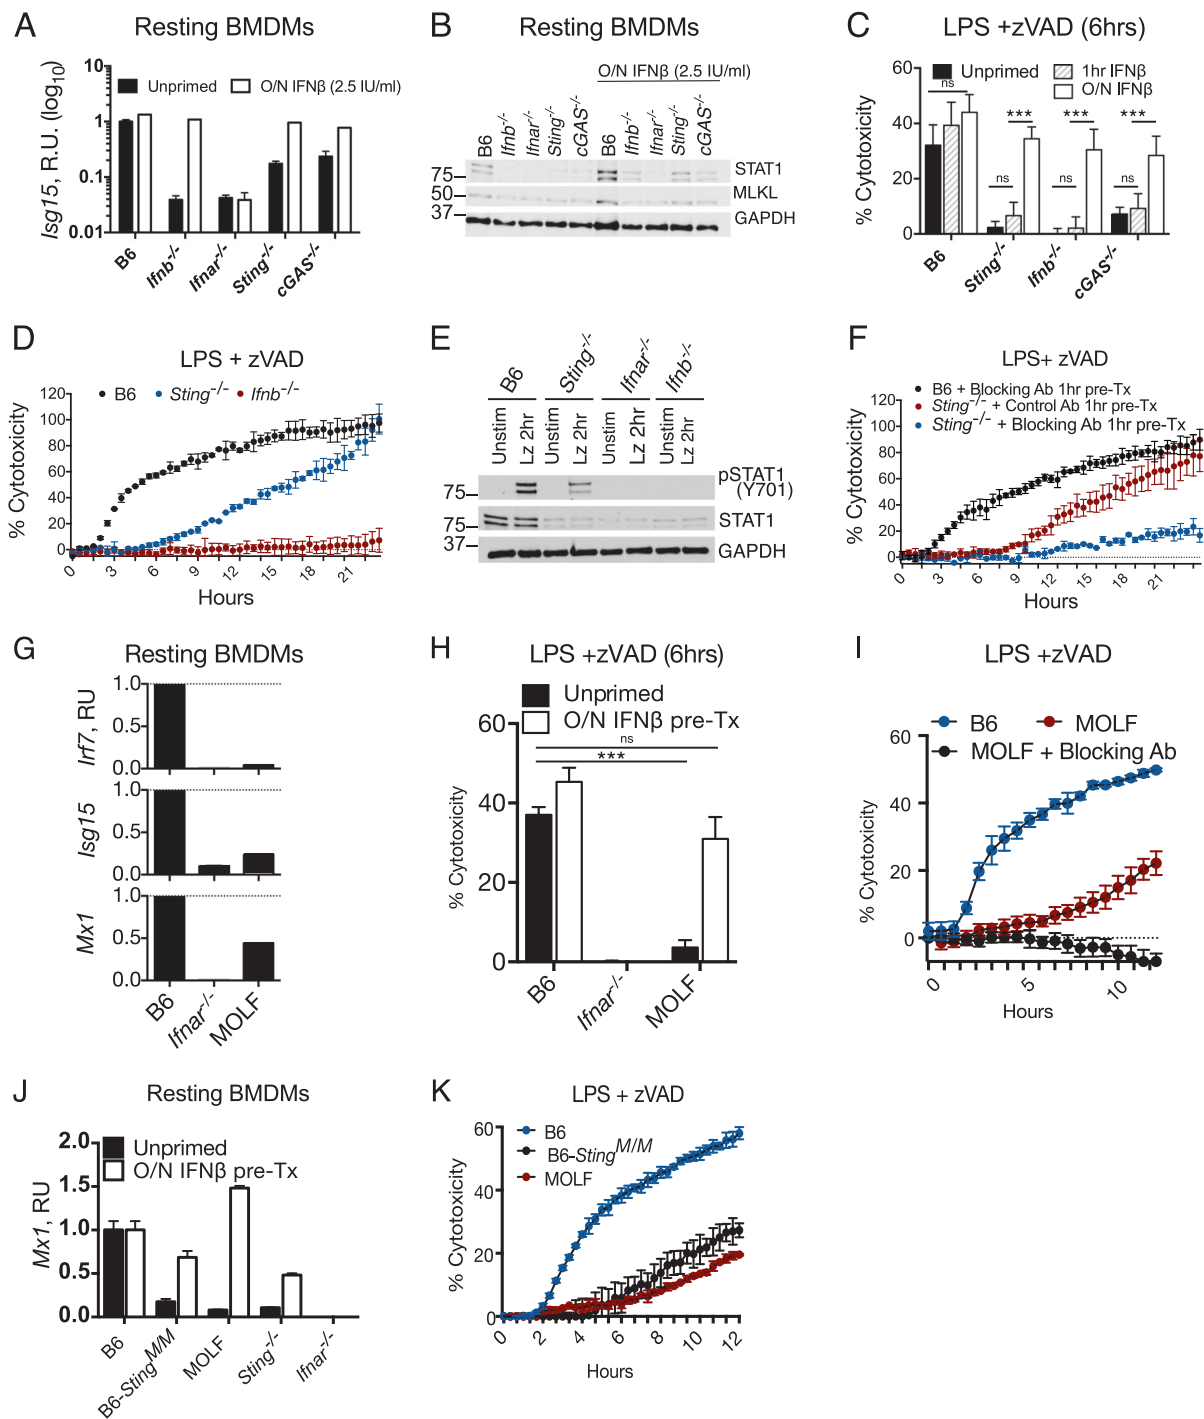 A Resting BMDMs
Isg15, R.U. (log10)
10
1
0.1
0.01
Unprimed O/N IFNβ (2.5 IU/ml)
B6 Ifnb-/- Ifnar-/- Sting-/- cGAS-/-
B Resting BMDMs
O/N IFNβ (2.5 IU/ml)
B6 Ifnb-/- Ifnar-/- Sting-/- cGAS-/- B6 Ifnb-/- Ifnar-/- Sting-/- cGAS-/-
75 STAT1
50 MLKL
37 GAPDH
C LPS +zVAD (6hrs)
% Cytotoxicity
60
40
20
0
Unprimed 1hr IFNβ
O/N IFNβ
ns *** *** ***
ns ns ns
B6 Sting-/- Ifnb-/- cGAS-/-
D LPS + zVAD
B6 Sting-/- Ifnb-/-
% Cytotoxicity
120
100
80
60
40
20
0
0 3 6 9 12 15 18 21
Hours
E
B6 Sting-/- Ifnar-/- Ifnb-/-
Unstim Lz 2hr Unstim Lz 2hr Unstim Lz 2hr Unstim Lz 2hr
75 pSTAT1
(Y701)
75 STAT1
37 GAPDH
F LPS+ zVAD
B6 + Blocking Ab 1hr pre-Tx
Sting-/- + Control Ab 1hr pre-Tx
Sting-/- + Blocking Ab 1hr pre-Tx
% Cytotoxicity
120
100
80
60
40
20
0
0 3 6 9 12 15 18 21
Hours
G Resting BMDMs
Irf7, RU
1.0
0.5
0.0
Isg15
1.0
0.5
0.0
Mx1
1.0
0.5
0.0
B6 Ifnar-/- MOLF
H LPS +zVAD (6hrs)
Unprimed
O/N IFNβ pre-Tx
% Cytotoxicity
60
40
20
0
ns
***
B6 Ifnar-/- MOLF
I LPS +zVAD
B6 MOLF
MOLF + Blocking Ab
% Cytotoxicity
60
40
20
0
0 5 10
Hours
J Resting BMDMs
Unprimed
O/N IFNβ pre-Tx
Mx1, RU
2.0
1.5
1.0
0.5
0.0
B6 B6-StingM/M MOLF Sting-/- Ifnar-/-
K LPS + zVAD
B6
B6-StingM/M
MOLF
% Cytotoxicity
60
40
20
0
0 2 4 6 8 10 12
Hours